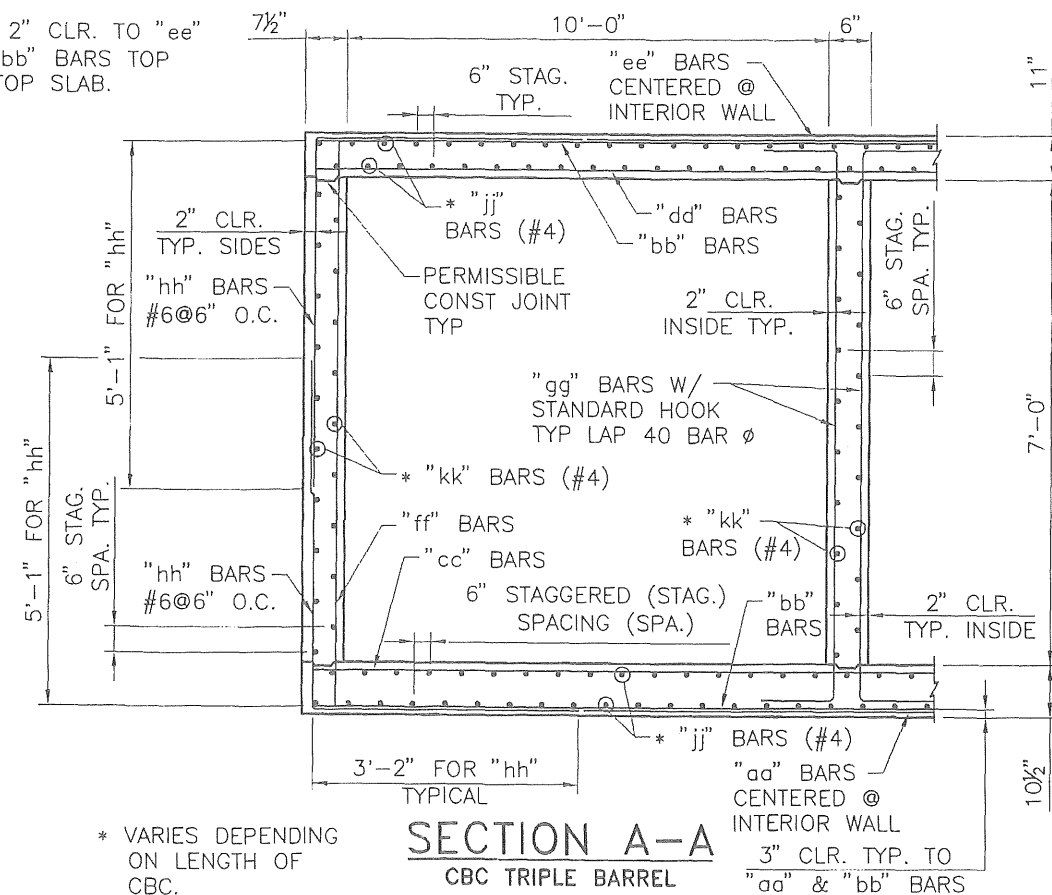 2" CLR. TO "ee"
bb" BARS TOP
TOP SLAB.
7½"
10'-0"
6"
11"
6" STAG.
TYP.
"ee" BARS
CENTERED @
INTERIOR WALL
* "jj"
BARS (#4)
"dd" BARS
"bb" BARS
2" CLR.
TYP. SIDES
"hh" BARS
#6@6" O.C.
5'-1" FOR "hh"
PERMISSIBLE
CONST JOINT
TYP
2" CLR.
INSIDE TYP.
6" STAG.
SPA. TYP.
"gg" BARS W/
STANDARD HOOK
TYP LAP 40 BAR ø
7'-0"
* "kk" BARS (#4)
5'-1" FOR "hh"
6" STAG.
SPA. TYP.
"ff" BARS
"cc" BARS
* "kk"
BARS (#4)
"hh" BARS
#6@6" O.C.
6" STAGGERED (STAG.)
SPACING (SPA.)
"bb"
BARS
2" CLR.
TYP. INSIDE
* "jj" BARS (#4)
3'-2" FOR "hh"
TYPICAL
"aa" BARS
CENTERED @
INTERIOR WALL
10½"
* VARIES DEPENDING
ON LENGTH OF
CBC.
SECTION A-A
CBC TRIPLE BARREL
3" CLR. TYP. TO
"aa" & "bb" BARS